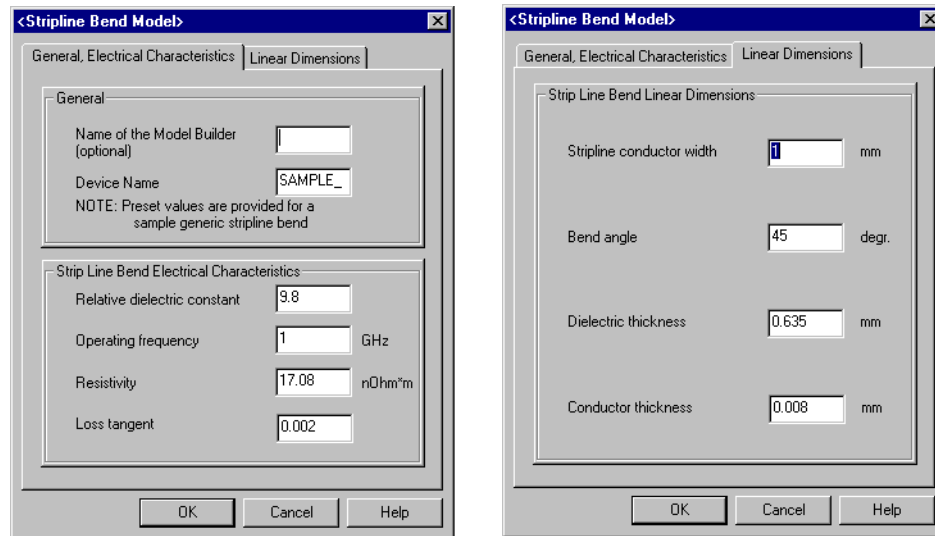 <Stripline Bend Model>
General, Electrical Characteristics
Linear Dimensions
General
Name of the Model Builder
(optional)
Device Name
SAMPLE_
NOTE: Preset values are provided for a
sample generic stripline bend
Strip Line Bend Electrical Characteristics
Relative dielectric constant
9.8
Operating frequency
1
GHz
Resistivity
17.08
nOhm*m
Loss tangent
0.002
OK
Cancel
Help
<Stripline Bend Model>
General, Electrical Characteristics
Linear Dimensions
Strip Line Bend Linear Dimensions
Stripline conductor width
1
mm
Bend angle
45
degr.
Dielectric thickness
0.635
mm
Conductor thickness
0.008
mm
OK
Cancel
Help